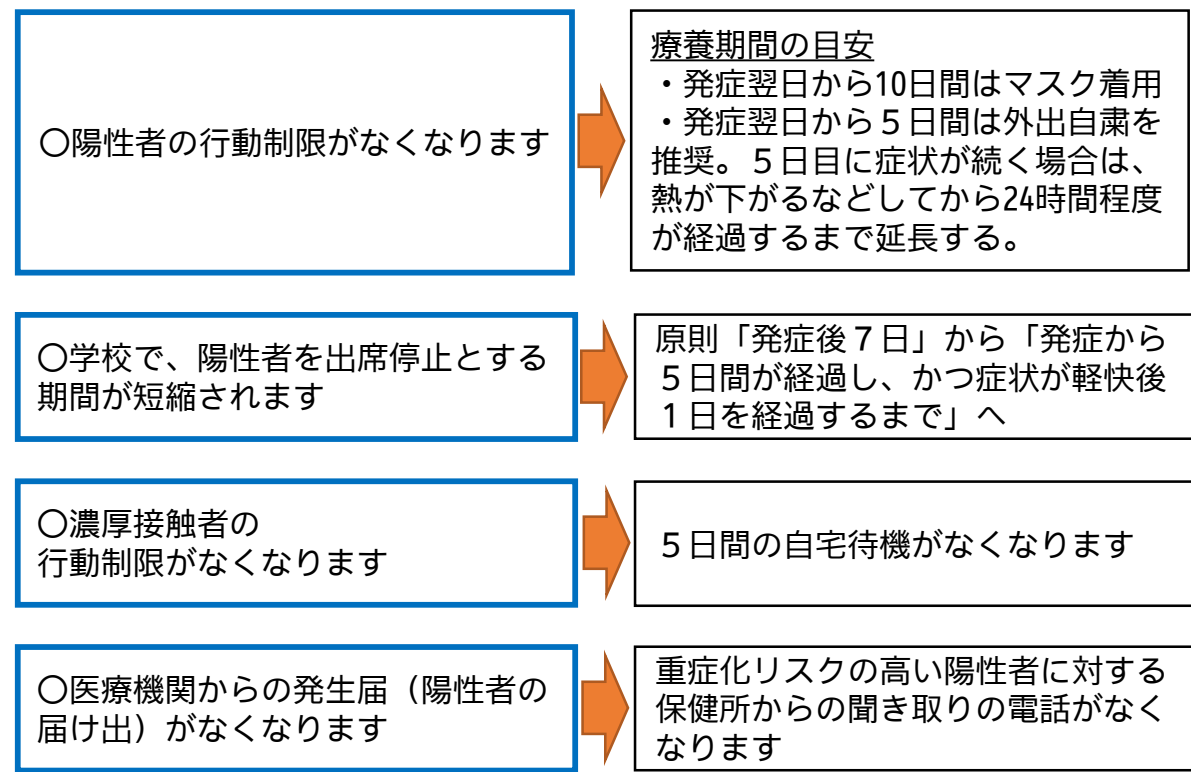 〇陽性者の行動制限がなくなります
療養期間の目安
・発症翌日から10日間はマスク着用
・発症翌日から５日間は外出自粛を
推奨。５日目に症状が続く場合は、
熱が下がるなどしてから24時間程度
が経過するまで延長する。
〇学校で、陽性者を出席停止とする
期間が短縮されます
原則「発症後７日」から「発症から
５日間が経過し、かつ症状が軽快後
１日を経過するまで」へ
〇濃厚接触者の
行動制限がなくなります
５日間の自宅待機がなくなります
〇医療機関からの発生届（陽性者の
届け出）がなくなります
重症化リスクの高い陽性者に対する
保健所からの聞き取りの電話がなく
なります